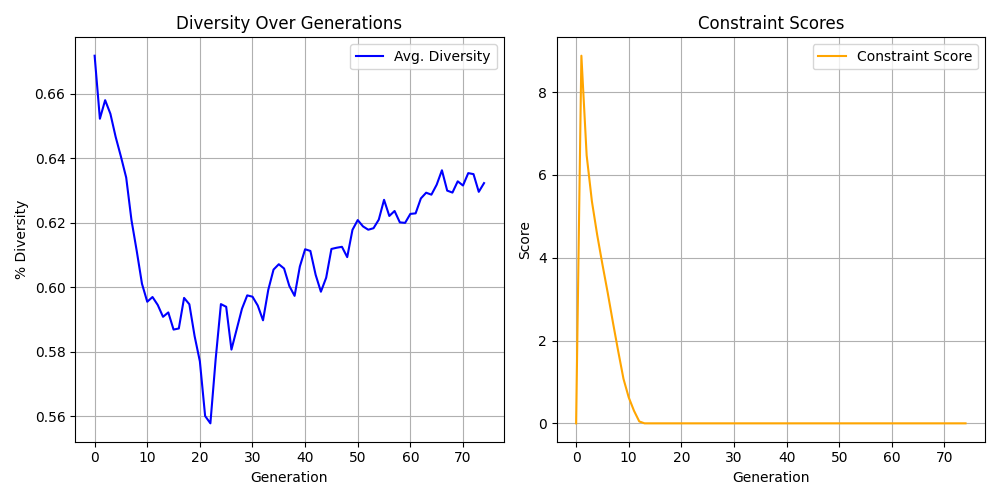 Diversity Over Generations
Avg. Diversity
% Diversity
0.66
0.64
0.62
0.60
0.58
0.56
0 10 20 30 40 50 60 70
Generation
Constraint Scores
Constraint Score
Score
8
6
4
2
0
0 10 20 30 40 50 60 70
Generation